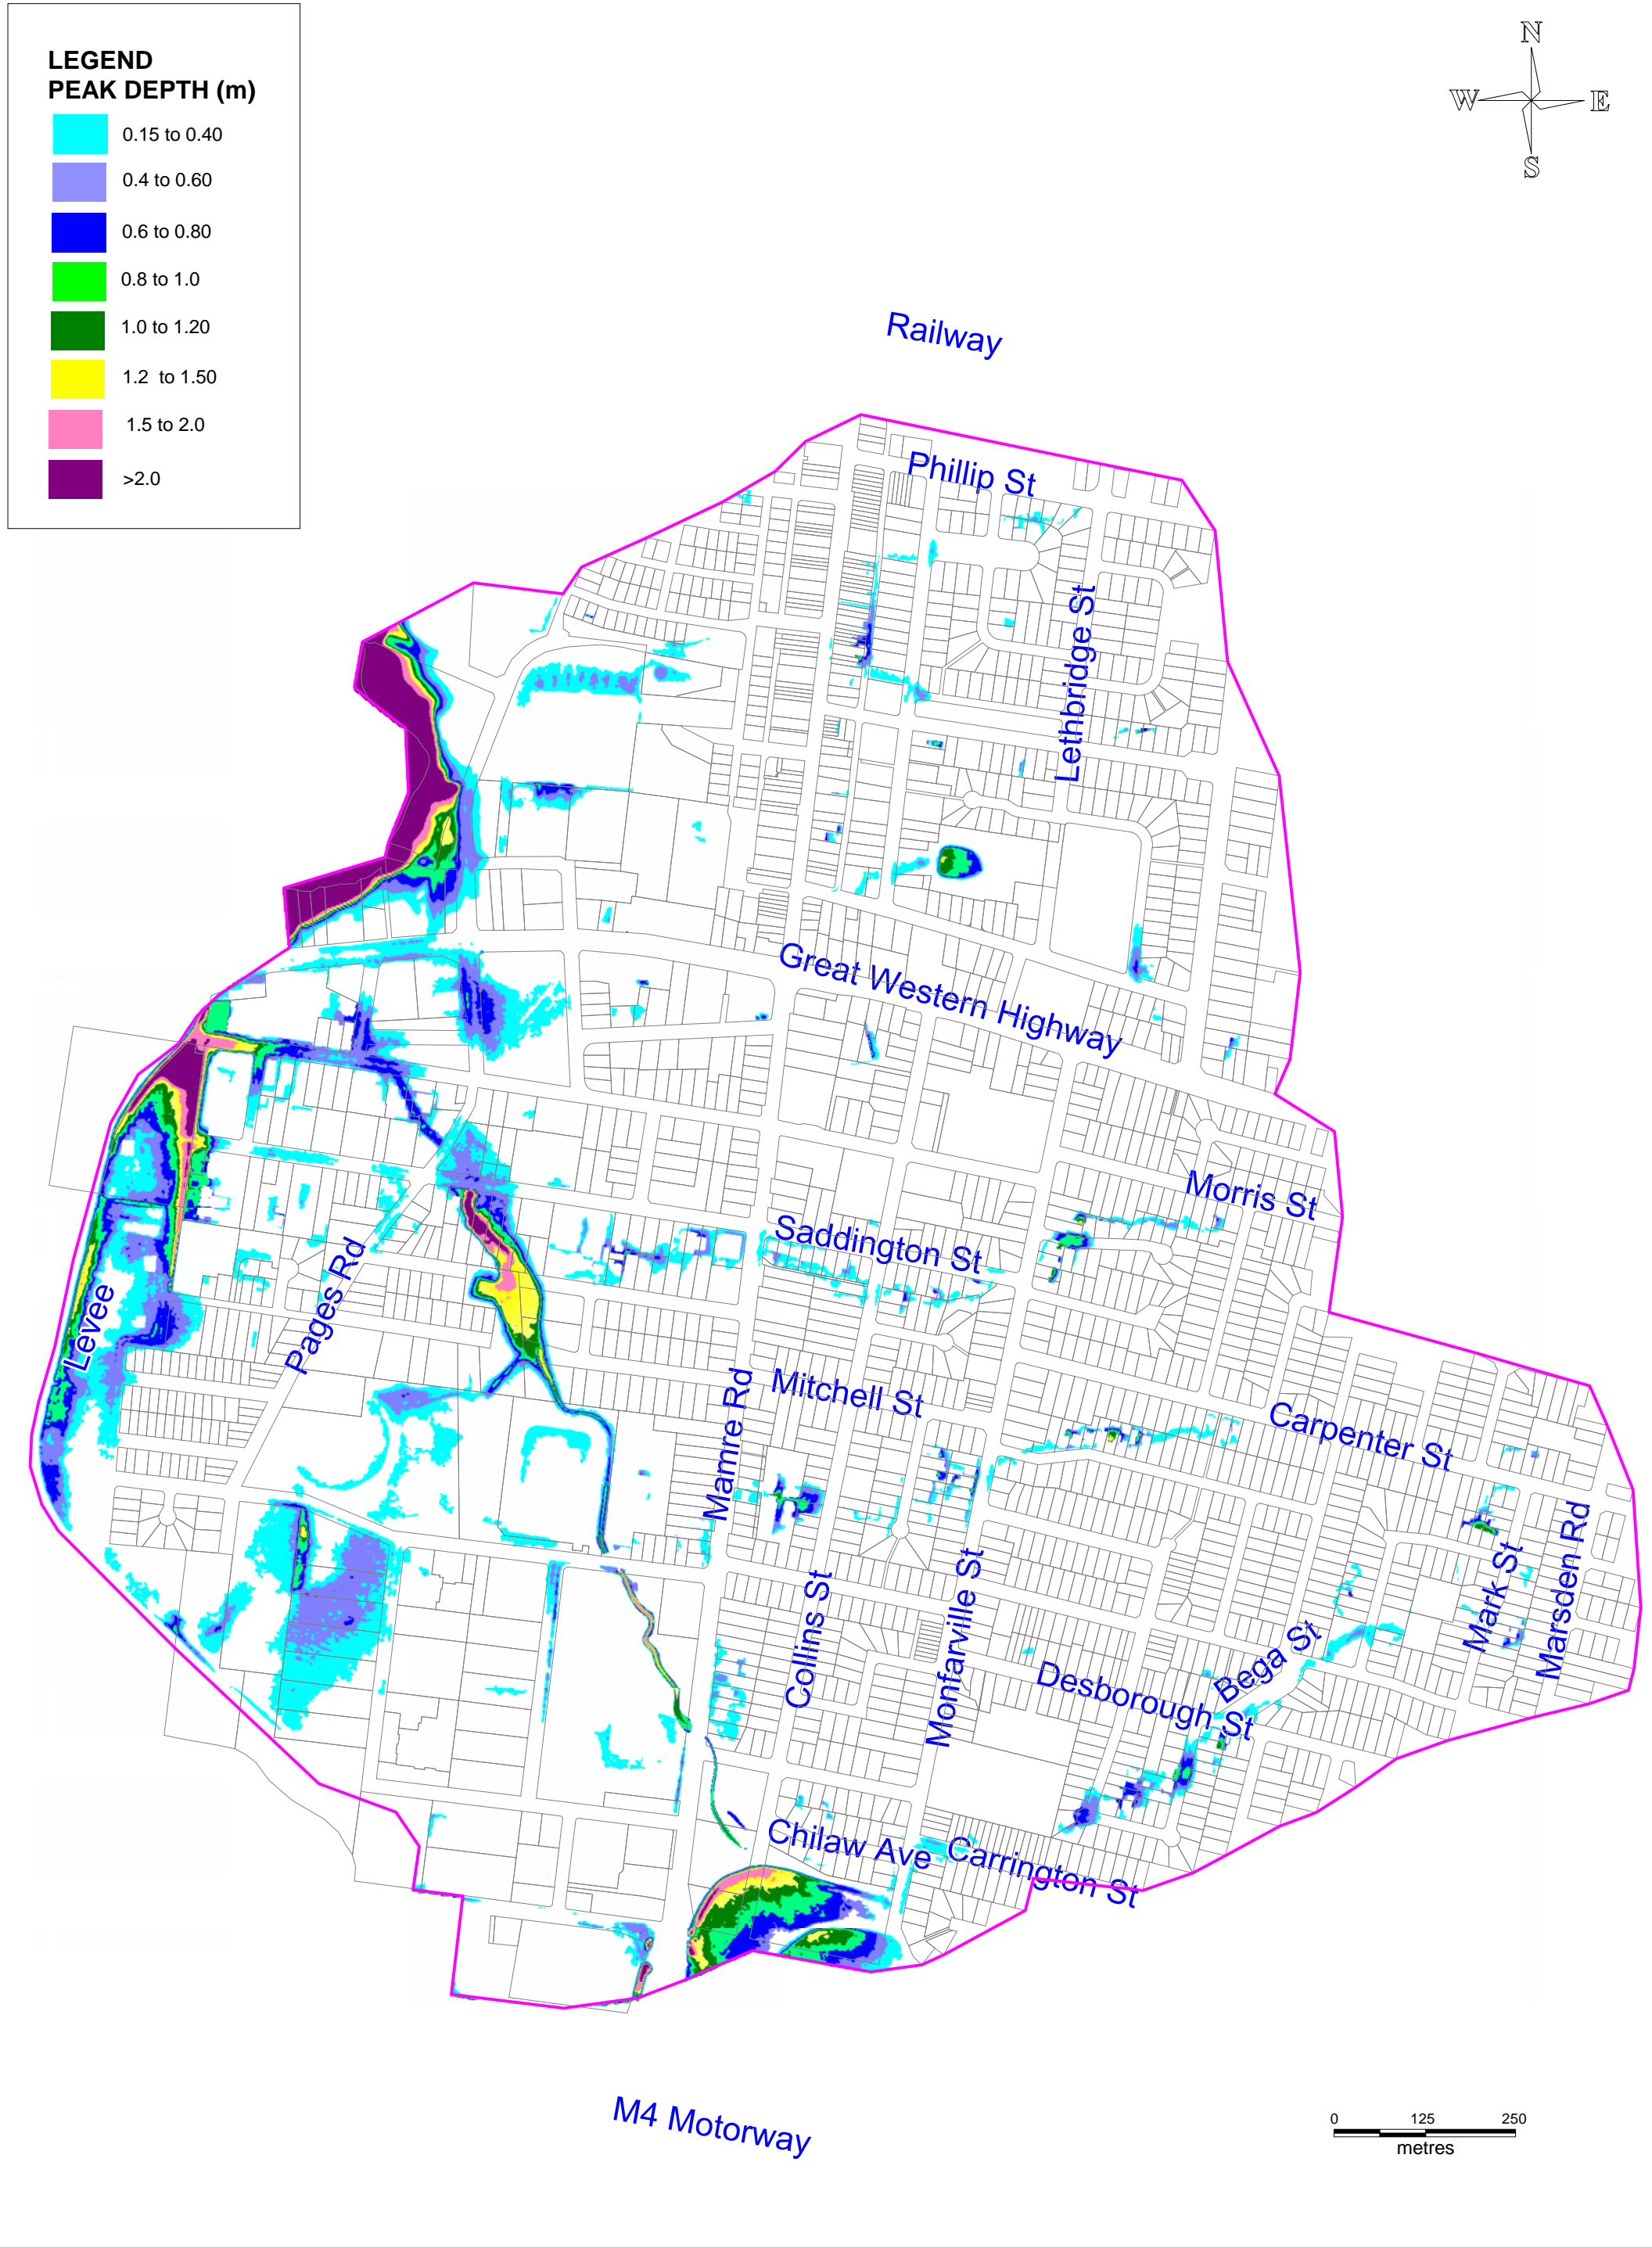 N
W E
S
LEGEND
PEAK DEPTH (m)
0.15 to 0.40
0.4 to 0.60
0.6 to 0.80
0.8 to 1.0
1.0 to 1.20
1.2 to 1.50
1.5 to 2.0
>2.0
Railway
Phillip St
Lethbridge St
Great Western Highway
Morris St
Saddington St
Pages Rd
Levee
Mitchell St
Mamre Rd
Carpenter St
Collins St
Monfarville St
Mark St
Marsden Rd
Bega St
Desborough St
Chilaw Ave
Carrington St
M4 Motorway
0 125 250
metres